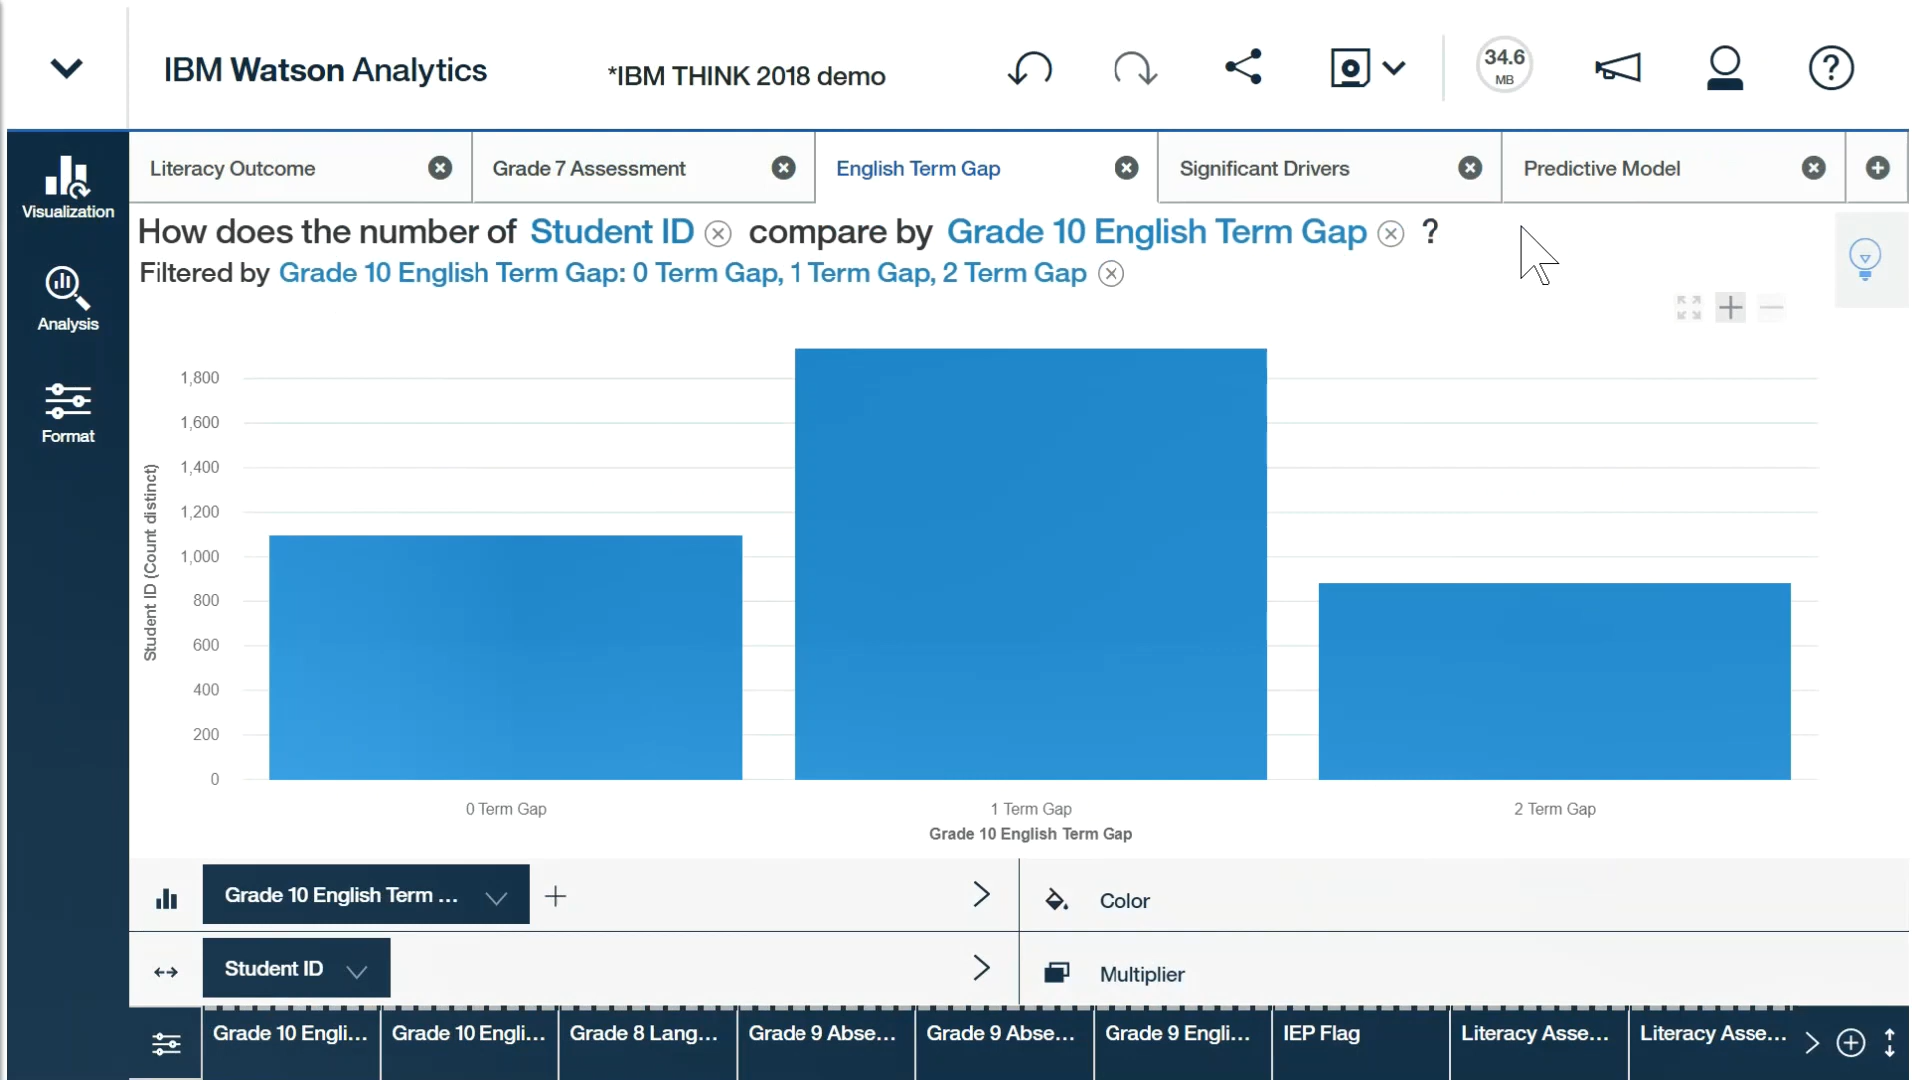 IBM Watson Analytics
*IBM THINK 2018 demo
34.6
MB
?
Literacy Outcome
Grade 7 Assessment
English Term Gap
Significant Drivers
Predictive Model
Visualization
Analysis
Format
How does the number of Student ID compare by Grade 10 English Term Gap ?
Filtered by Grade 10 English Term Gap: 0 Term Gap, 1 Term Gap, 2 Term Gap
Student ID (Count distinct)
1,800
1,600
1,400
1,200
1,000
800
600
400
200
0
0 Term Gap
1 Term Gap
2 Term Gap
Grade 10 English Term Gap
Grade 10 English Term ...
Color
Student ID
Multiplier
Grade 10 Engli...
Grade 10 Engli...
Grade 8 Lang...
Grade 9 Abse...
Grade 9 Abse...
Grade 9 Engli...
IEP Flag
Literacy Asse...
Literacy Asse...